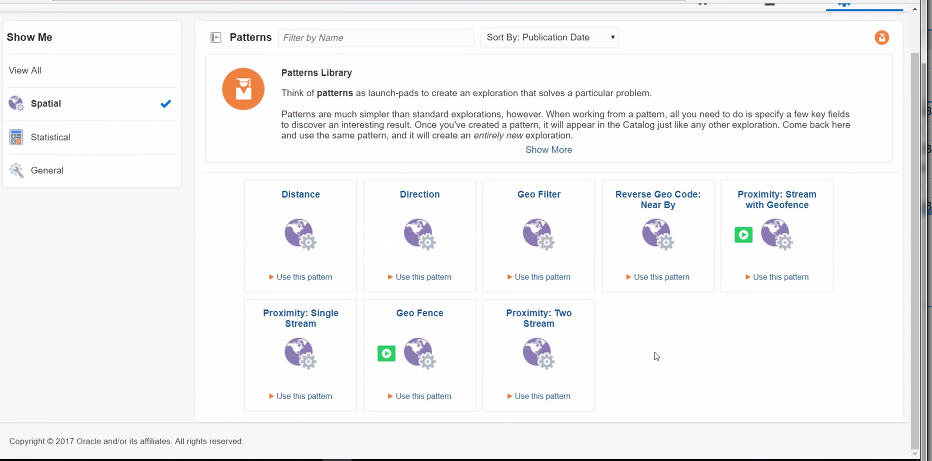 Show Me
View All
Spatial
Statistical
General
Patterns
Filter by Name
Sort By: Publication Date
Patterns Library
Think of patterns as launch-pads to create an exploration that solves a particular problem.
Patterns are much simpler than standard explorations, however. When working from a pattern, all you need to do is specify a few key fields
to discover an interesting result. Once you've created a pattern, it will appear in the Catalog just like any other exploration. Come back here
and use the same pattern, and it will create an entirely new exploration.
Show More
Distance
Use this pattern
Direction
Use this pattern
Geo Filter
Use this pattern
Reverse Geo Code:
Near By
Use this pattern
Proximity: Stream
with Geofence
Use this pattern
Proximity: Single
Stream
Use this pattern
Geo Fence
Use this pattern
Proximity: Two
Stream
Use this pattern
Copyright © 2017 Oracle and/or its affiliates. All rights reserved.